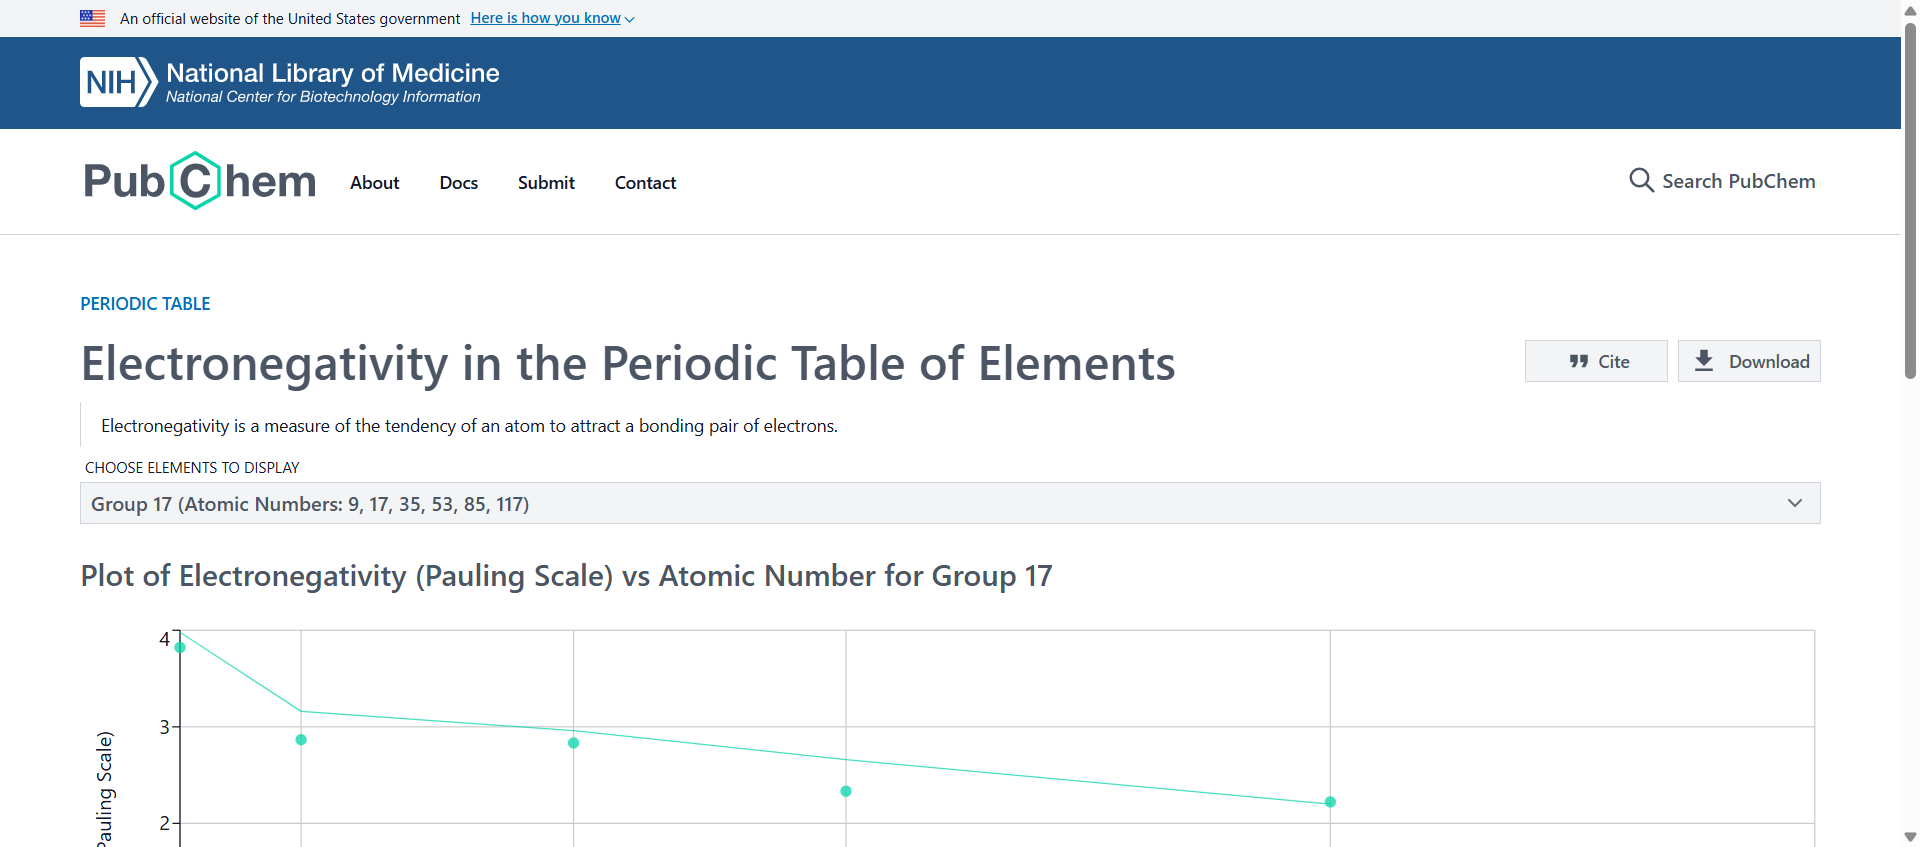 An official website of the United States government Here is how you know
NIH National Library of Medicine
National Center for Biotechnology Information
PubChem About Docs Submit Contact Search PubChem
PERIODIC TABLE
Electronegativity in the Periodic Table of Elements
Cite Download
Electronegativity is a measure of the tendency of an atom to attract a bonding pair of electrons.
CHOOSE ELEMENTS TO DISPLAY
Group 17 (Atomic Numbers: 9, 17, 35, 53, 85, 117)
Plot of Electronegativity (Pauling Scale) vs Atomic Number for Group 17
4
3
2
Pauling Scale)